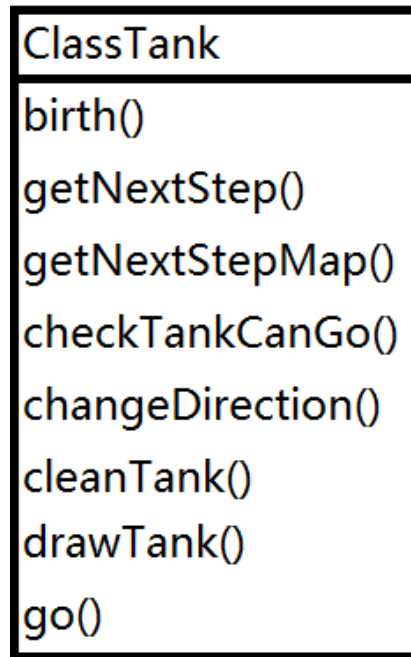 ClassTank
birth()
getNextStep()
getNextStepMap()
checkTankCanGo()
changeDirection()
cleanTank()
drawTank()
go()